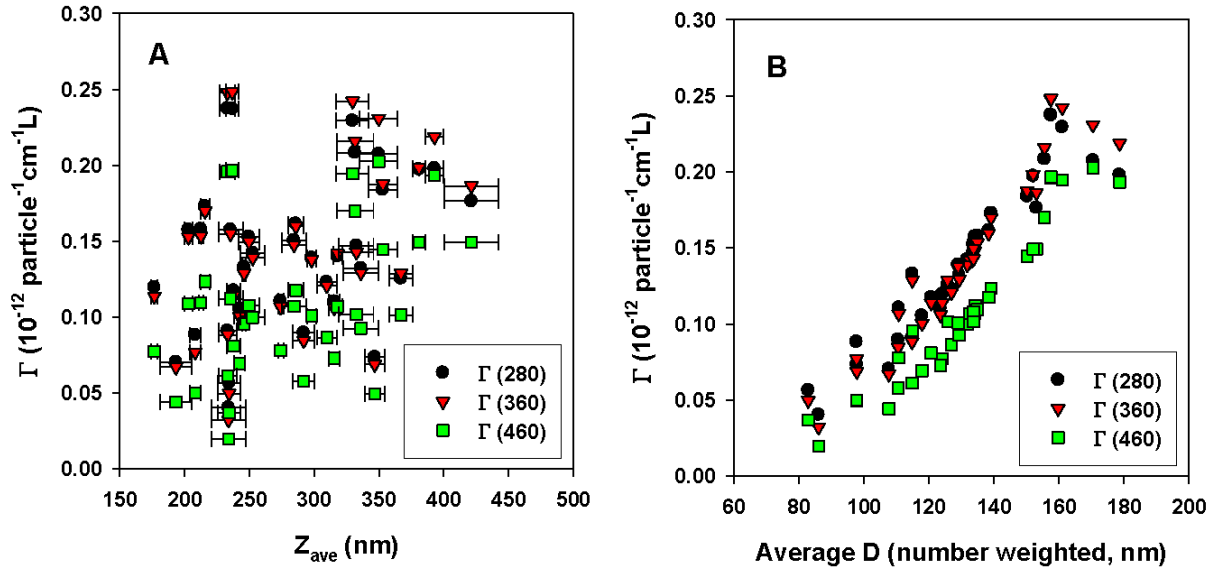 A
0.30
0.25
0.20
0.15
0.10
0.05
0.00
Γ (10⁻¹² particle⁻¹cm⁻¹L)
Γ (280)
Γ (360)
Γ (460)
150 200 250 300 350 400 450 500
Zₐᵥₑ (nm)
B
0.30
0.25
0.20
0.15
0.10
0.05
0.00
Γ (10⁻¹² particle⁻¹cm⁻¹L)
Γ (280)
Γ (360)
Γ (460)
60 80 100 120 140 160 180 200
Average D (number weighted, nm)